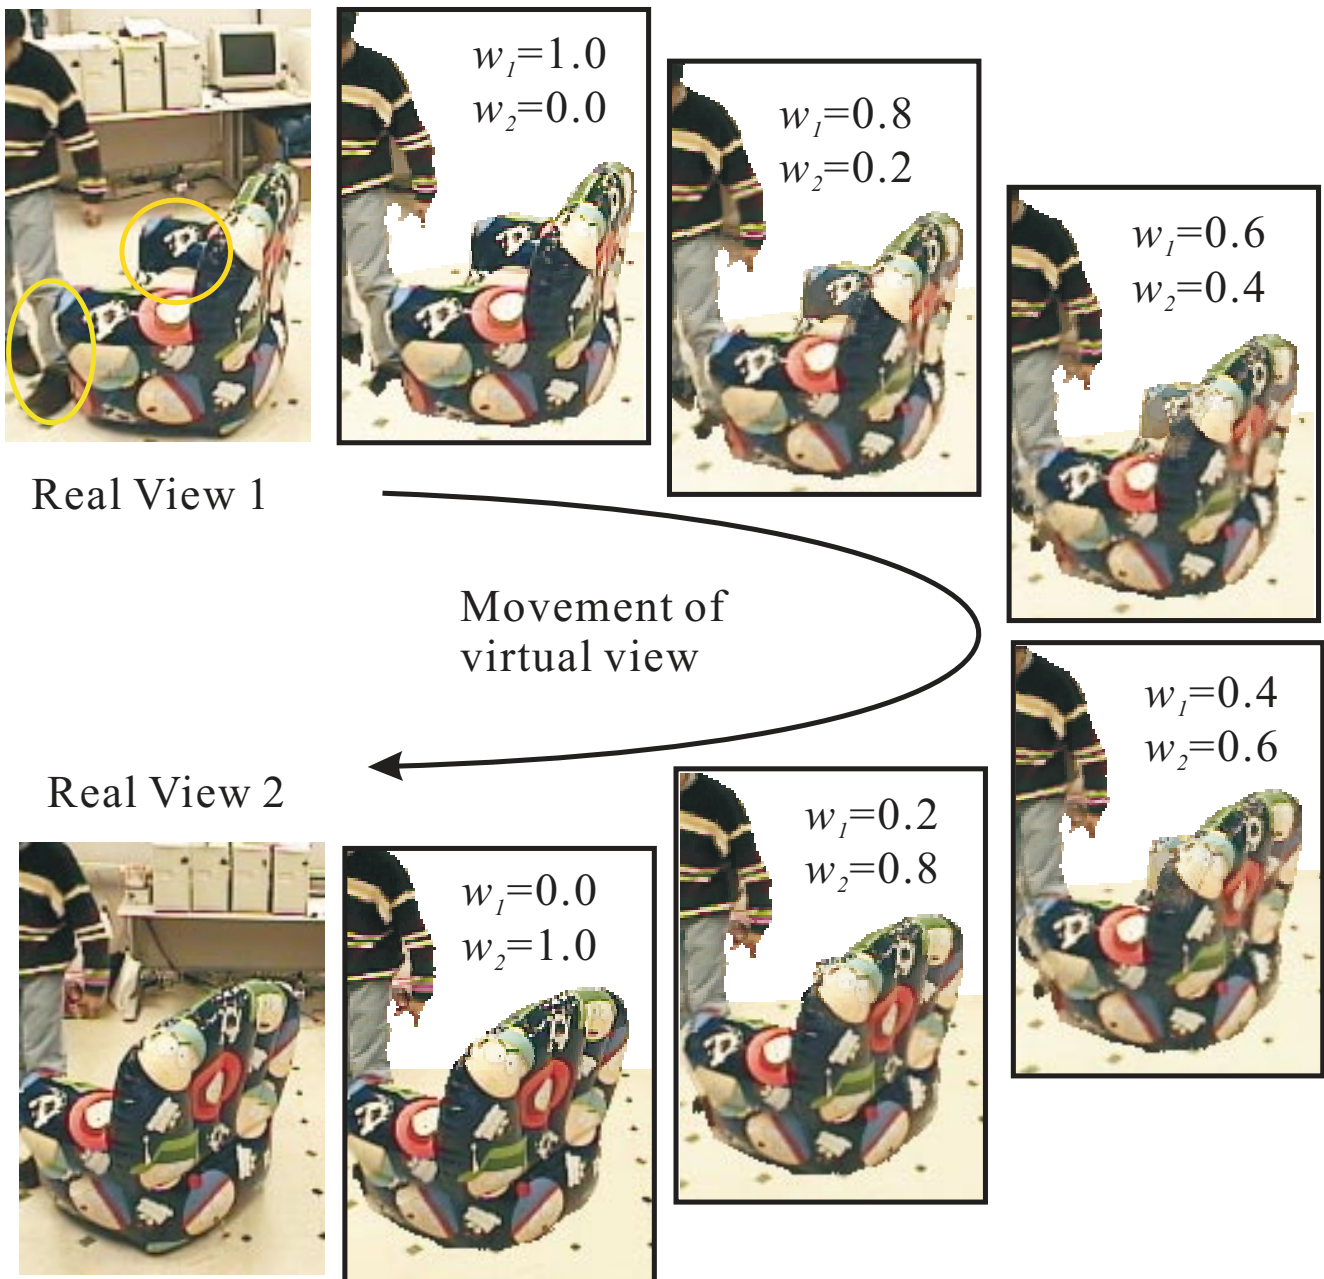 w1=1.0
w2=0.0
w1=0.8
w2=0.2
w1=0.6
w2=0.4
Real View 1
Movement of
virtual view
w1=0.4
w2=0.6
Real View 2
w1=0.2
w2=0.8
w1=0.0
w2=1.0